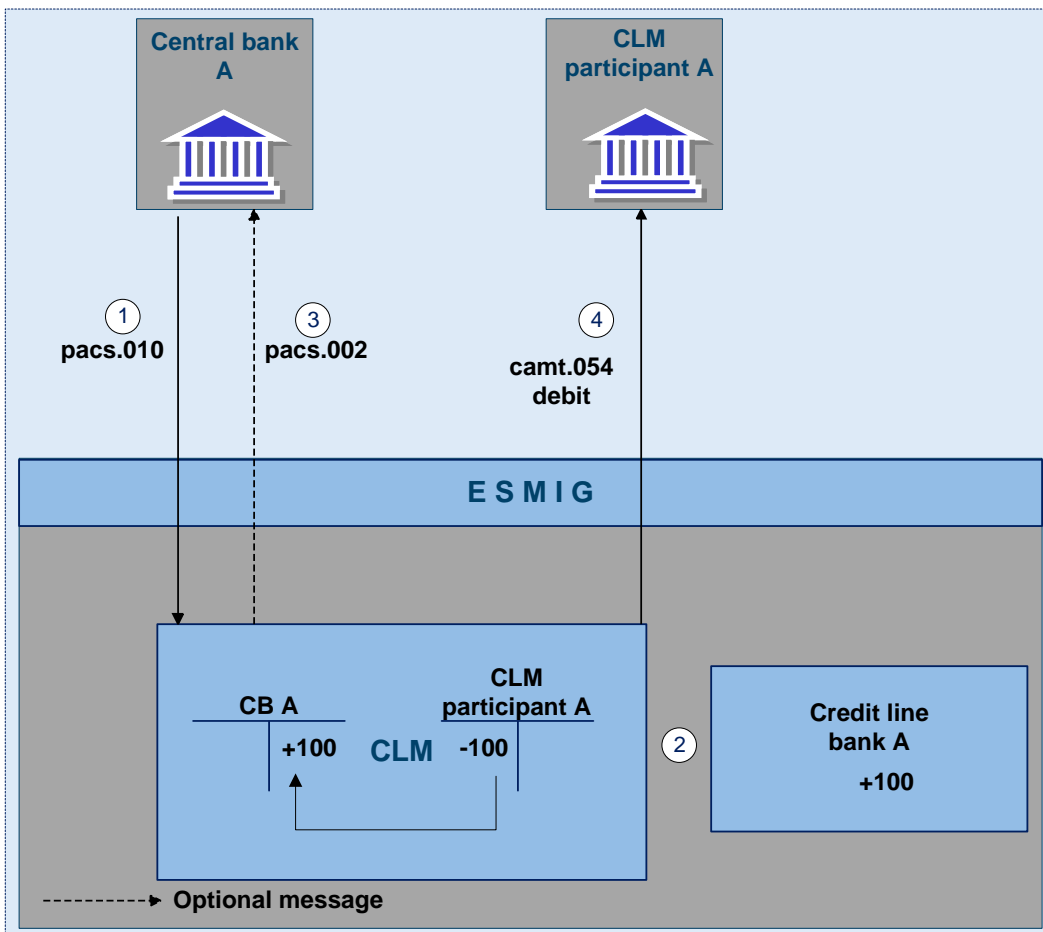 Central bank
A
CLM
participant A
1
pacs.010
3
pacs.002
4
camt.054
debit
E S M I G
CB A
+100
CLM
CLM
participant A
-100
2
Credit line
bank A
+100
Optional message